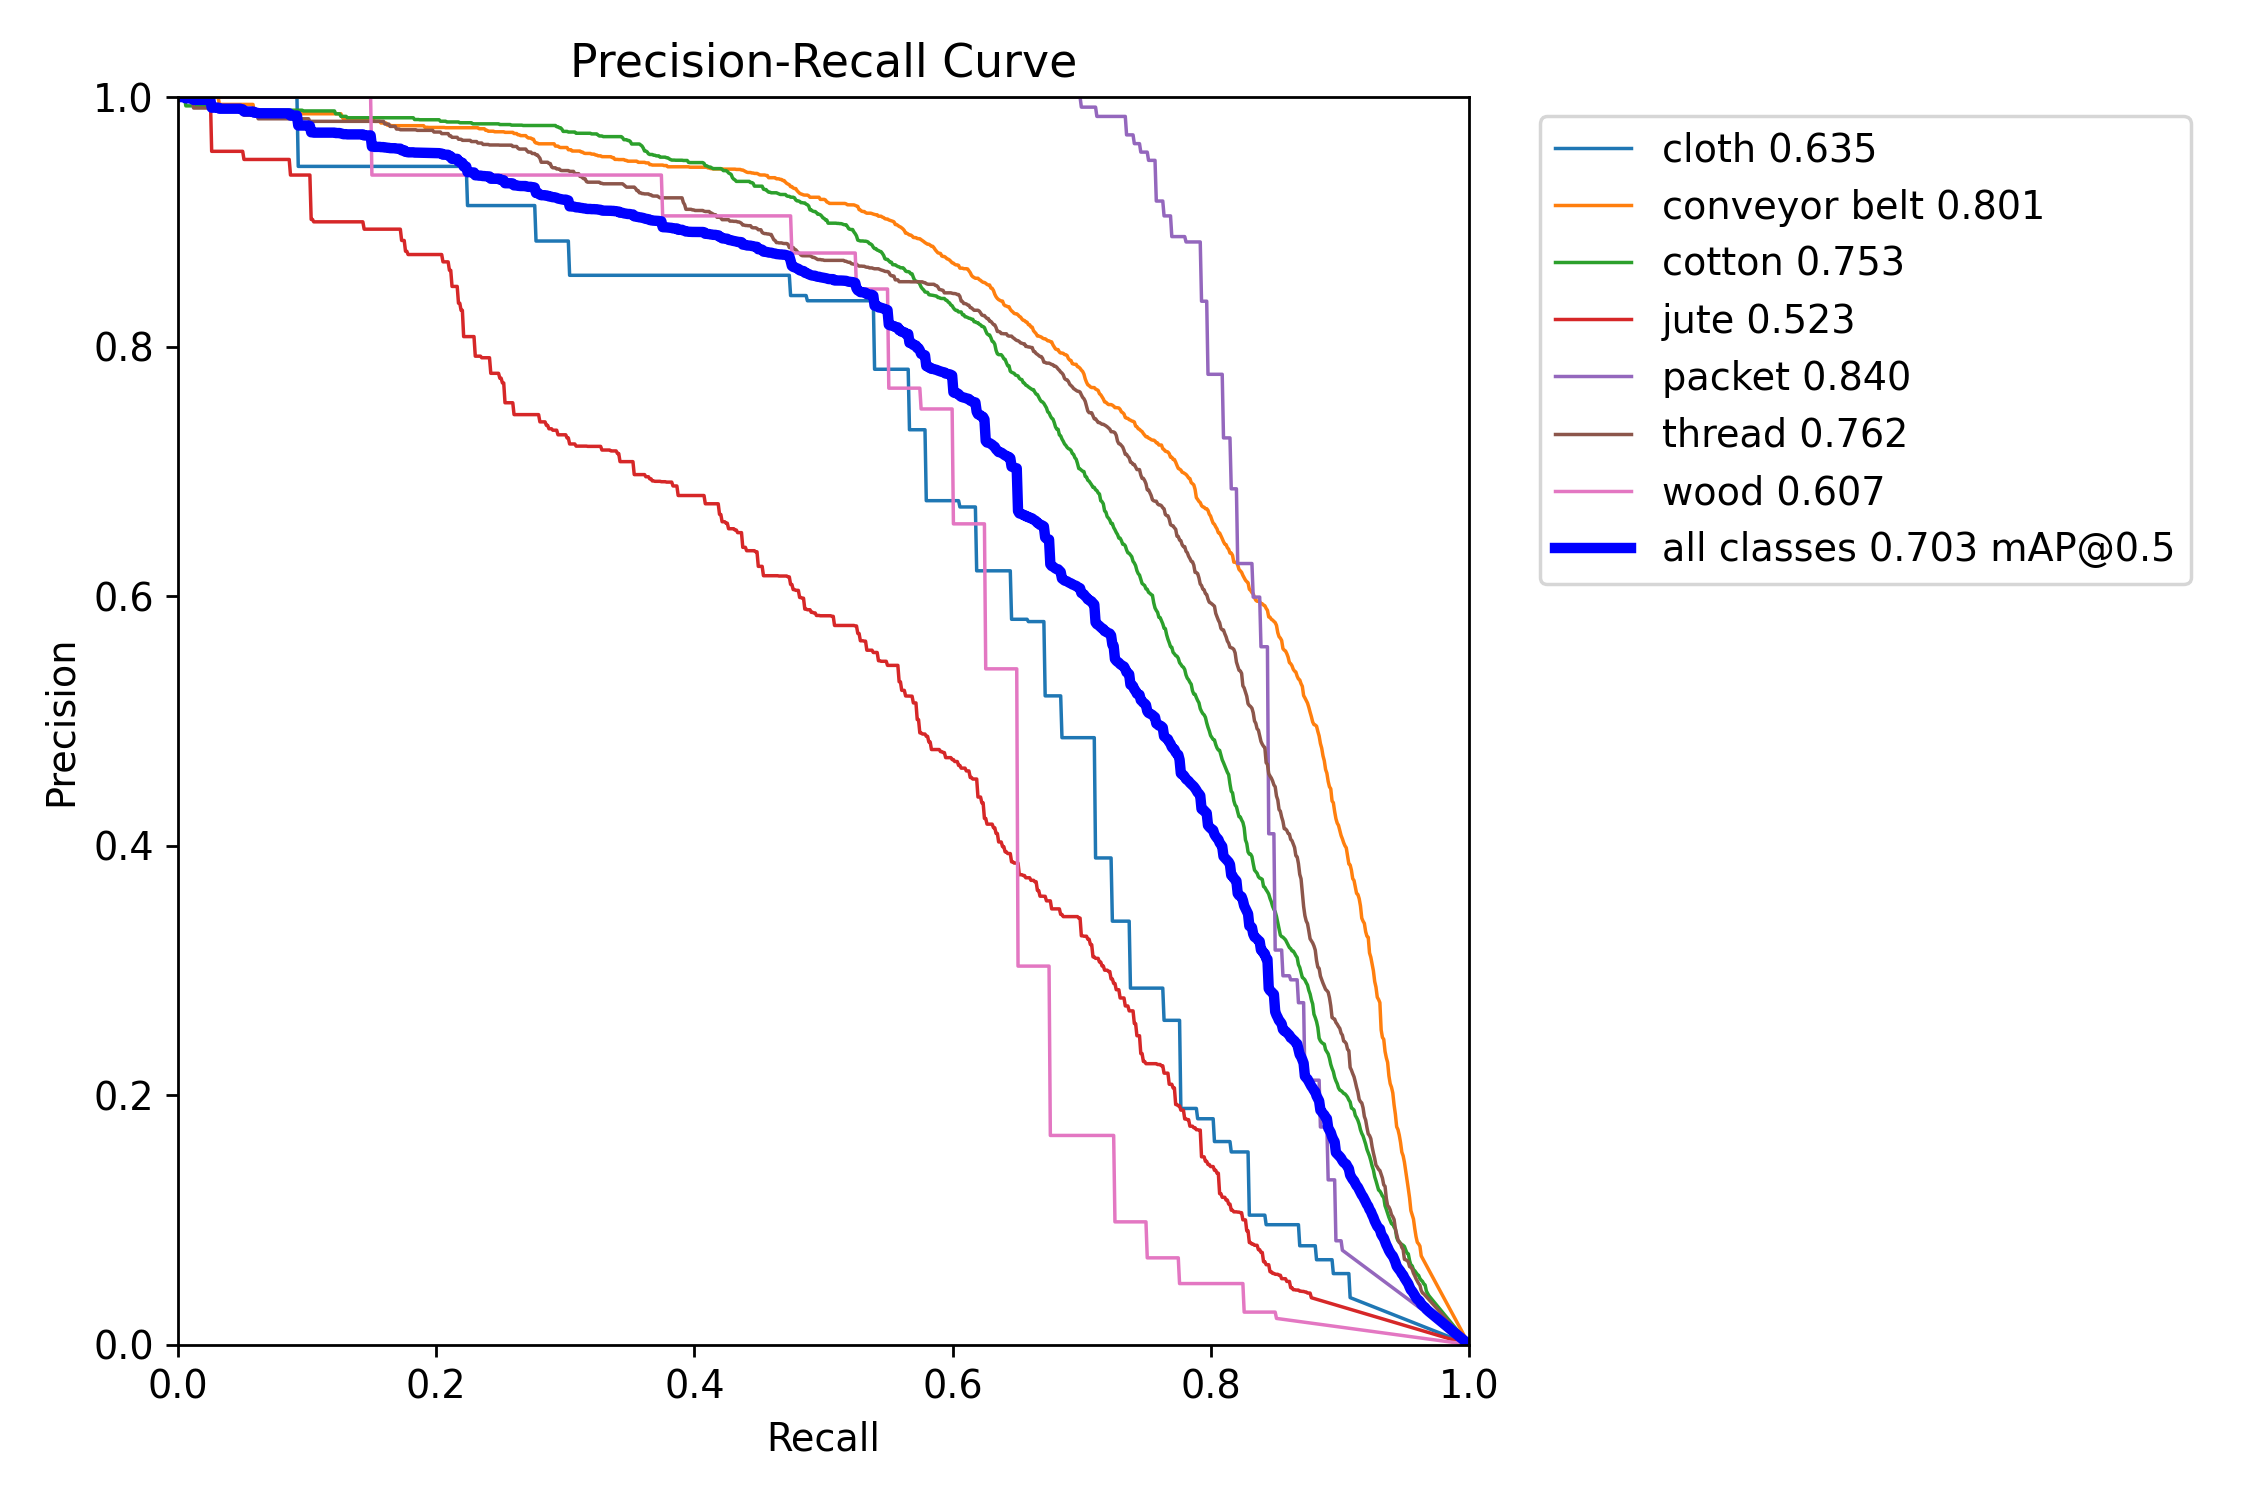 Precision-Recall Curve
1.0
0.8
0.6
0.4
0.2
0.0
Precision
0.0 0.2 0.4 0.6 0.8 1.0
Recall
cloth 0.635
conveyor belt 0.801
cotton 0.753
jute 0.523
packet 0.840
thread 0.762
wood 0.607
all classes 0.703 mAP@0.5